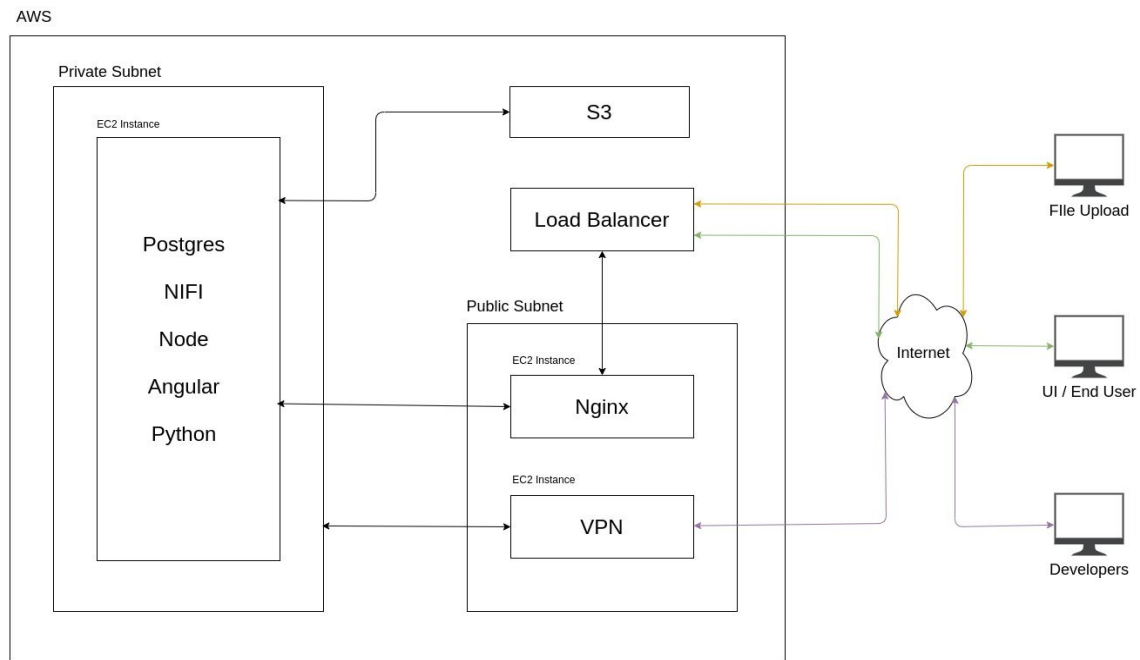 AWS
Private Subnet
EC2 Instance
Postgres
NIFI
Node
Angular
Python
S3
Load Balancer
Public Subnet
EC2 Instance
Nginx
EC2 Instance
VPN
Internet
FIle Upload
UI / End User
Developers